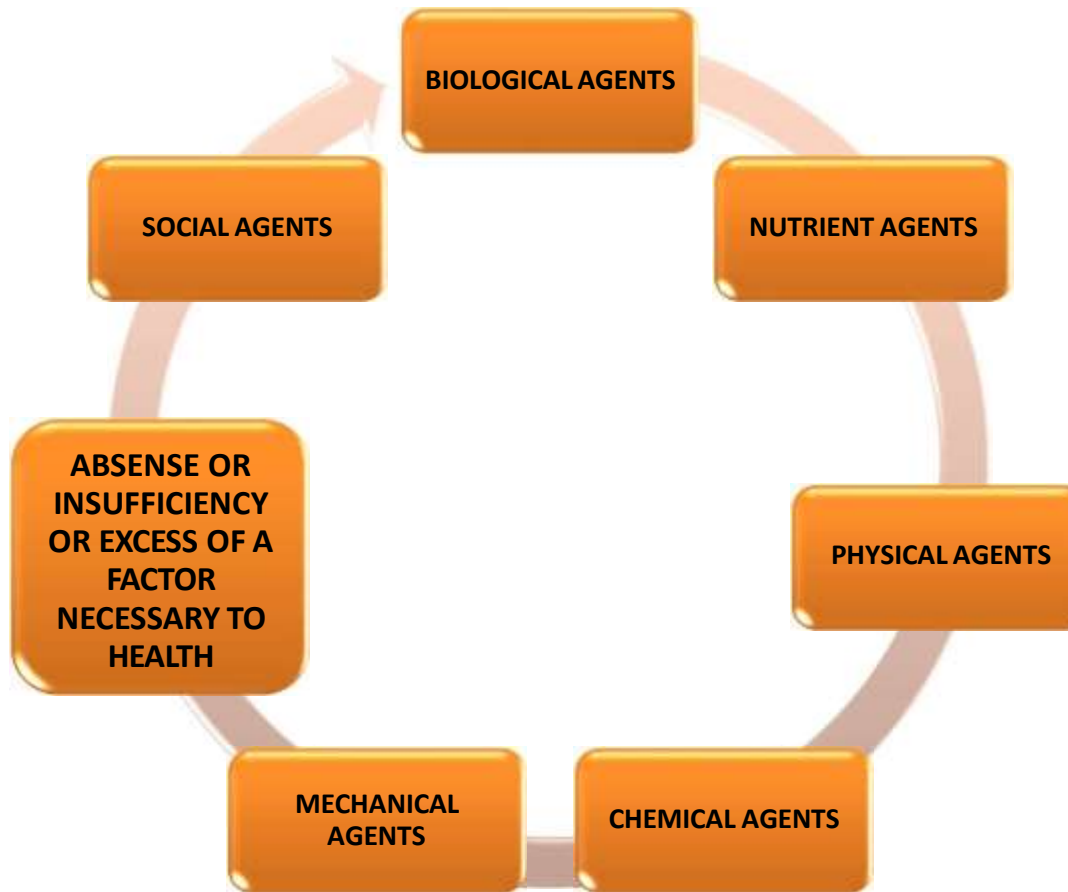 BIOLOGICAL AGENTS
NUTRIENT AGENTS
PHYSICAL AGENTS
CHEMICAL AGENTS
MECHANICAL
AGENTS
ABSENSE OR
INSUFFICIENCY
OR EXCESS OF A
FACTOR
NECESSARY TO
HEALTH
SOCIAL AGENTS